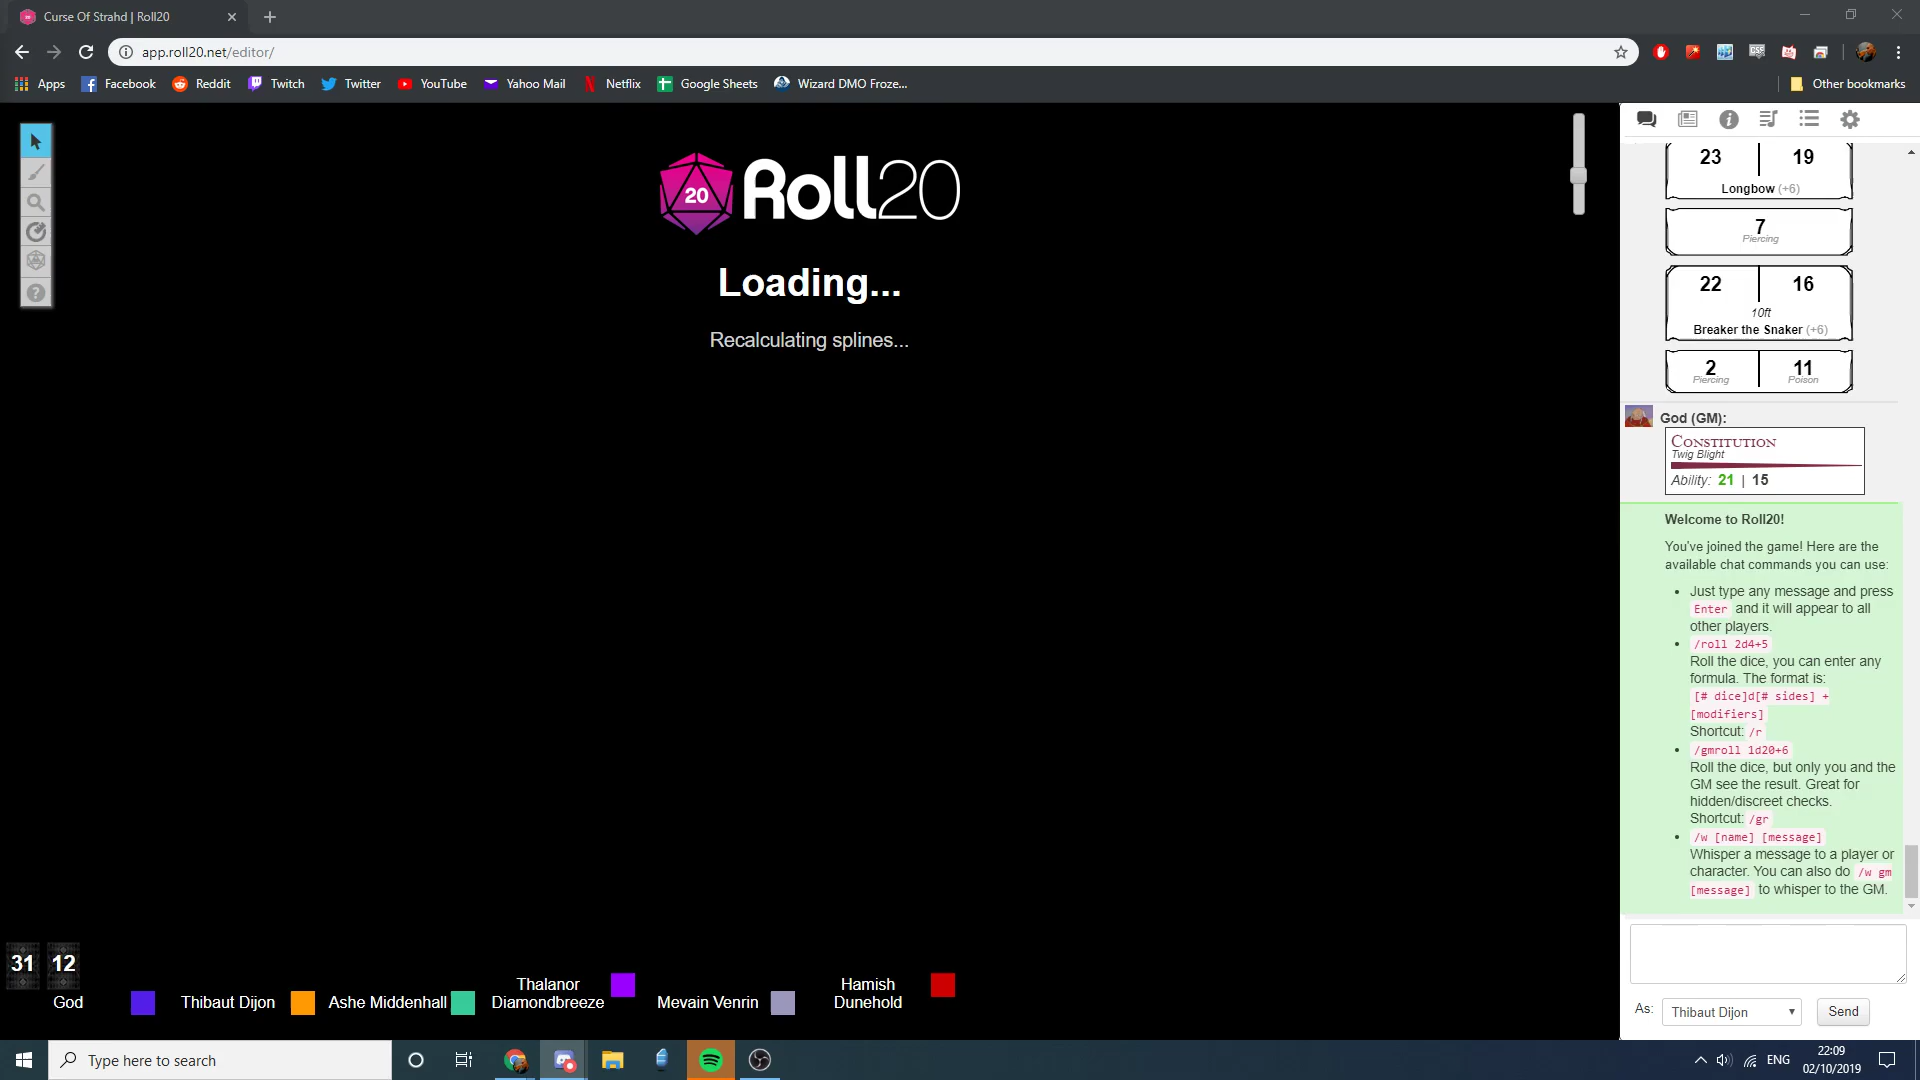 Curse Of Strahd | Roll20
app.roll20.net/editor/
Apps
Facebook
Reddit
Twitch
Twitter
YouTube
Yahoo Mail
Netflix
Google Sheets
Wizard DMO Froze...
Other bookmarks
20 Roll20
Loading...
Recalculating splines...
23 19
Longbow (+6)
7
Piercing
22 16
10ft
Breaker the Snaker (+6)
2 11
Piercing Poison
God (GM):
Constitution
Twig Blight
Ability: 21 | 15
Welcome to Roll20!
You've joined the game! Here are the
available chat commands you can use:
• Just type any message and press
Enter and it will appear to all
other players.
• /roll 2d4+5
Roll the dice, you can enter any
formula. The format is:
[# dice]d[# sides] +
[modifiers]
Shortcut: /r
• /gmroll 1d20+6
Roll the dice, but only you and the
GM see the result. Great for
hidden/discreet checks.
Shortcut: /gr
• /w [name] [message]
Whisper a message to a player or
character. You can also do /w gm
[message] to whisper to the GM.
As: Thibaut Dijon Send
31 12
God
Thibaut Dijon
Ashe Middenhall
Thalanor
Diamondbreeze
Mevain Venrin
Hamish
Dunehold
Type here to search
ENG
22:09
02/10/2019